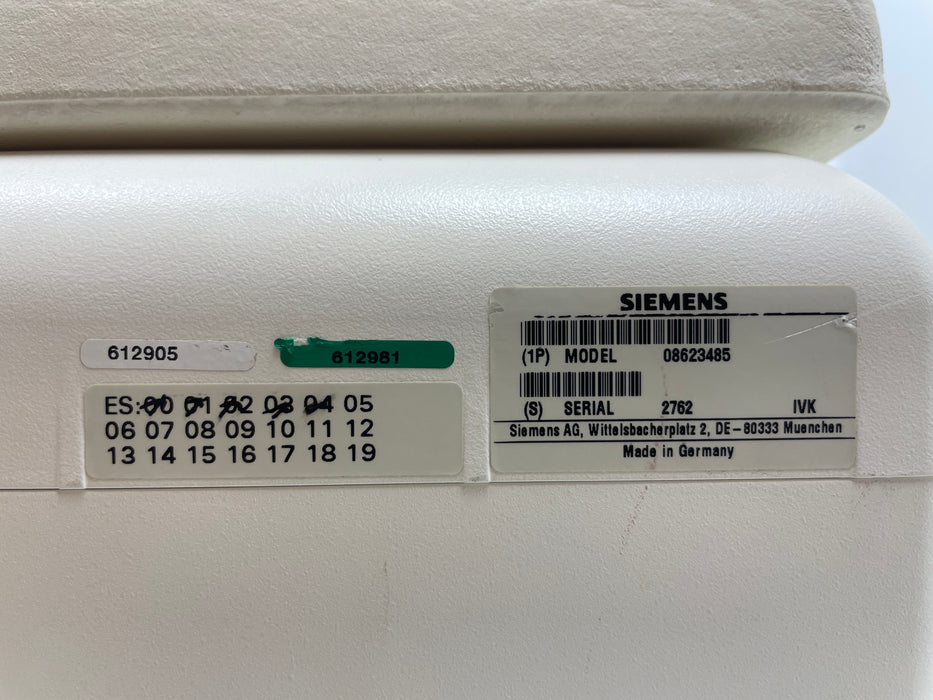 612905
612981
ES:00 01 02 03 04 05
06 07 08 09 10 11 12
13 14 15 16 17 18 19
SIEMENS
(1P) MODEL 08623485
(S) SERIAL 2762 IVK
Siemens AG, Wittelsbacherplatz 2, DE-80333 Muenchen
Made in Germany